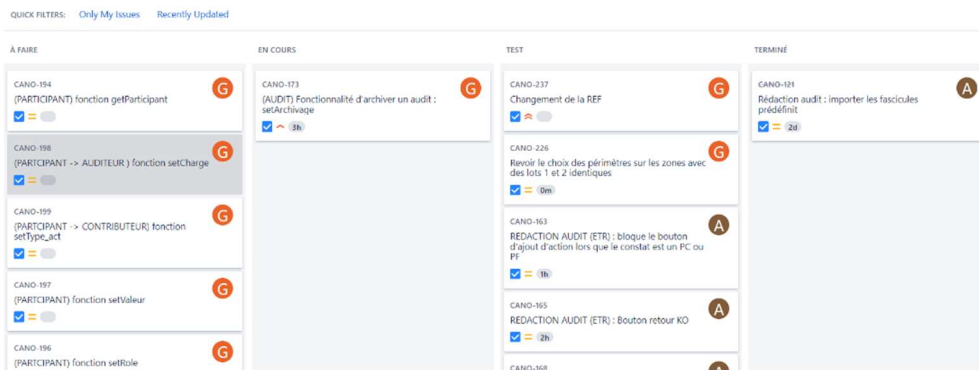 QUICK FILTERS: Only My Issues Recently Updated
À FAIRE
CANO-194
G
(PARTICIPANT) fonction getParticipant
CANO-198
G
(PARTCIPANT -> AUDITEUR ) fonction setCharge
CANO-199
G
(PARTCIPANT -> CONTRIBUTEUR) fonction
setType_act
CANO-197
G
(PARTCIPANT) fonction setValeur
CANO-196
G
(PARTCIPANT) fonction setRole
EN COURS
CANO-173
G
(AUDIT) Fonctionnalité d'archiver un audit :
setArchivage
3h
TEST
CANO-237
G
Changement de la REF
CANO-226
G
Revoir le choix des périmètres sur les zones avec
des lots 1 et 2 identiques
0m
CANO-163
A
REDACTION AUDIT (ETR) : bloque le bouton
d'ajout d'action lors que le constat est un PC ou
PF
1h
CANO-165
A
REDACTION AUDIT (ETR) : Bouton retour KO
2h
CANO-168
A
TERMINÉ
CANO-121
A
Rédaction audit : importer les fascicules
prédéfinit
2d